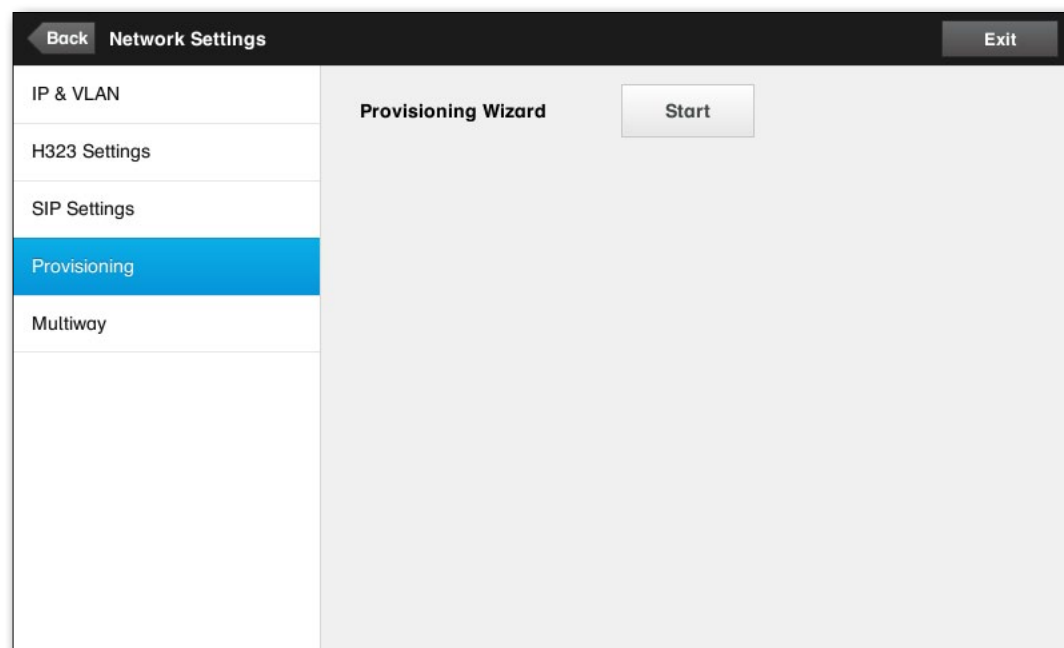 Back Network Settings Exit
IP & VLAN
Provisioning Wizard Start
H323 Settings
SIP Settings
Provisioning
Multiway